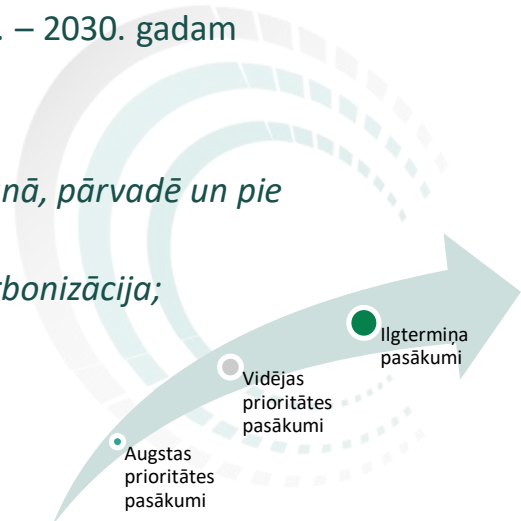 . – 2030. gadam
nā, pārvadē un pie
rbonizācija;
Ilgtermiņa
pasākumi
Vidējas
prioritātes
pasākumi
Augstas
prioritātes
pasākumi